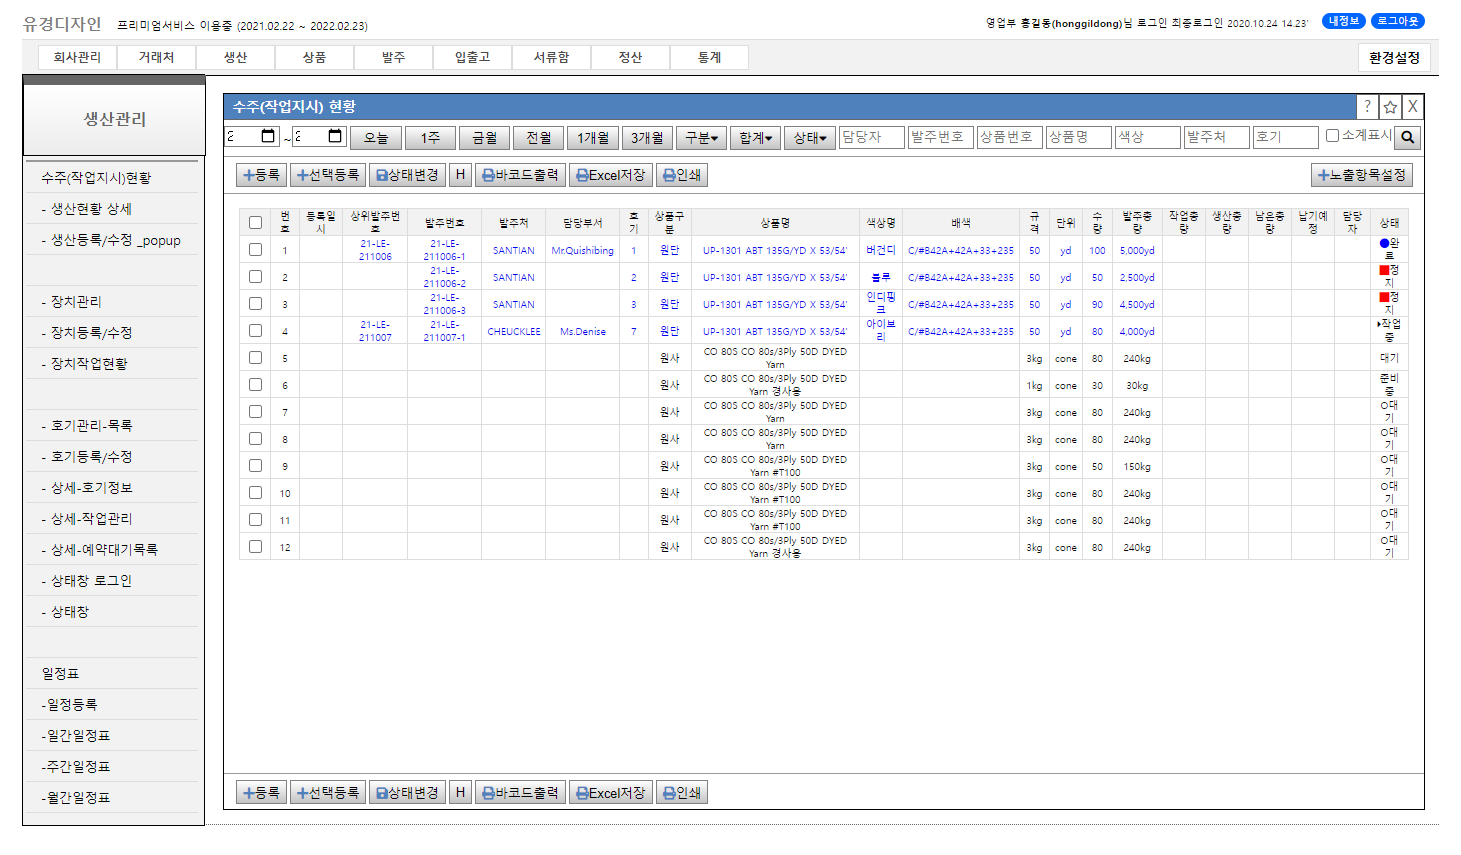 유경디자인 프리미엄서비스 이용중 (2021.02.22 ~ 2022.02.23) 영업부 홍길동(honggildong)님 로그인 최종로그인 2020.10.24 14.23' 내정보 로그아웃
회사관리 거래처 생산 상품 발주 입출고 서류함 정산 통계 환경설정
생산관리
수주(작업지시)현황
- 생산현황 상세
- 생산등록/수정 _popup
- 장치관리
- 장치등록/수정
- 장치작업현황
- 호기관리-목록
- 호기등록/수정
- 상세-호기정보
- 상세-작업관리
- 상세-예약대기목록
- 상태창 로그인
- 상태창
일정표
-일정등록
-일간일정표
-주간일정표
-월간일정표
수주(작업지시) 현황 ? X
~ 오늘 1주 금월 전월 1개월 3개월 구분▾ 합계▾ 상태▾ 담당자 발주번호 상품번호 상품명 색상 발주처 호기 소계표시
등록 선택등록 상태변경 H 바코드출력 Excel저장 인쇄 노출항목설정
번호 등록일시 상위발주번호 발주번호 발주처 담당부서 호기 상품구분 상품명 색상명 배색 규격 단위 수량 발주총량 작업총량 생산총량 남은총량 납기예정 담당자 상태
1 21-LE-211006 21-LE-211006-1 SANTIAN Mr.Quishibing 1 원단 UP-1301 ABT 135G/YD X 53/54' 버건디 C/#B42A+42A+33+235 50 yd 100 5,000yd ●완료
2 21-LE-211006-2 SANTIAN 2 원단 UP-1301 ABT 135G/YD X 53/54' 블루 C/#B42A+42A+33+235 50 yd 50 2,500yd ■정지
3 21-LE-211006-3 SANTIAN 3 원단 UP-1301 ABT 135G/YD X 53/54' 인디핑크 C/#B42A+42A+33+235 50 yd 90 4,500yd ■정지
4 21-LE-211007 21-LE-211007-1 CHEUCKLEE Ms.Denise 7 원단 UP-1301 ABT 135G/YD X 53/54' 아이보리 C/#B42A+42A+33+235 50 yd 80 4,000yd ▶작업중
5 원사 CO 80S CO 80s/3Ply 50D DYED Yarn 3kg cone 80 240kg 대기
6 원사 CO 80S CO 80s/3Ply 50D DYED Yarn 경사용 1kg cone 30 30kg 준비중
7 원사 CO 80S CO 80s/3Ply 50D DYED Yarn 3kg cone 80 240kg O대기
8 원사 CO 80S CO 80s/3Ply 50D DYED Yarn 3kg cone 80 240kg O대기
9 원사 CO 80S CO 80s/3Ply 50D DYED Yarn #T100 3kg cone 50 150kg O대기
10 원사 CO 80S CO 80s/3Ply 50D DYED Yarn #T100 3kg cone 80 240kg O대기
11 원사 CO 80S CO 80s/3Ply 50D DYED Yarn #T100 3kg cone 80 240kg O대기
12 원사 CO 80S CO 80s/3Ply 50D DYED Yarn 경사용 3kg cone 80 240kg O대기
등록 선택등록 상태변경 H 바코드출력 Excel저장 인쇄